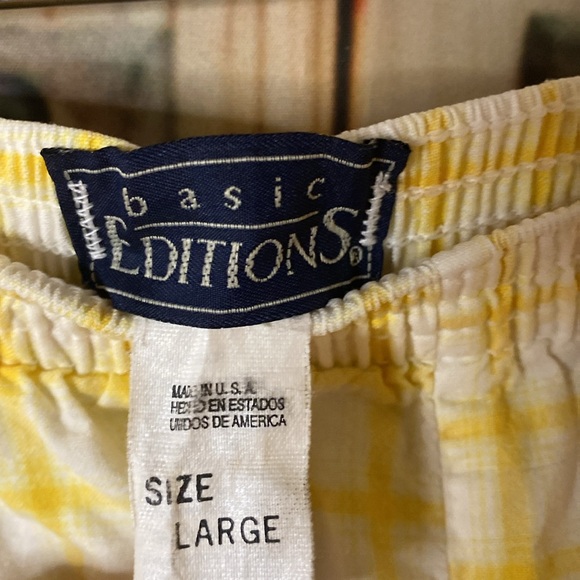 basic
EDITIONS®
MADE IN U.S.A.
HECHO EN ESTADOS
UNIDOS DE AMERICA
SIZE
LARGE